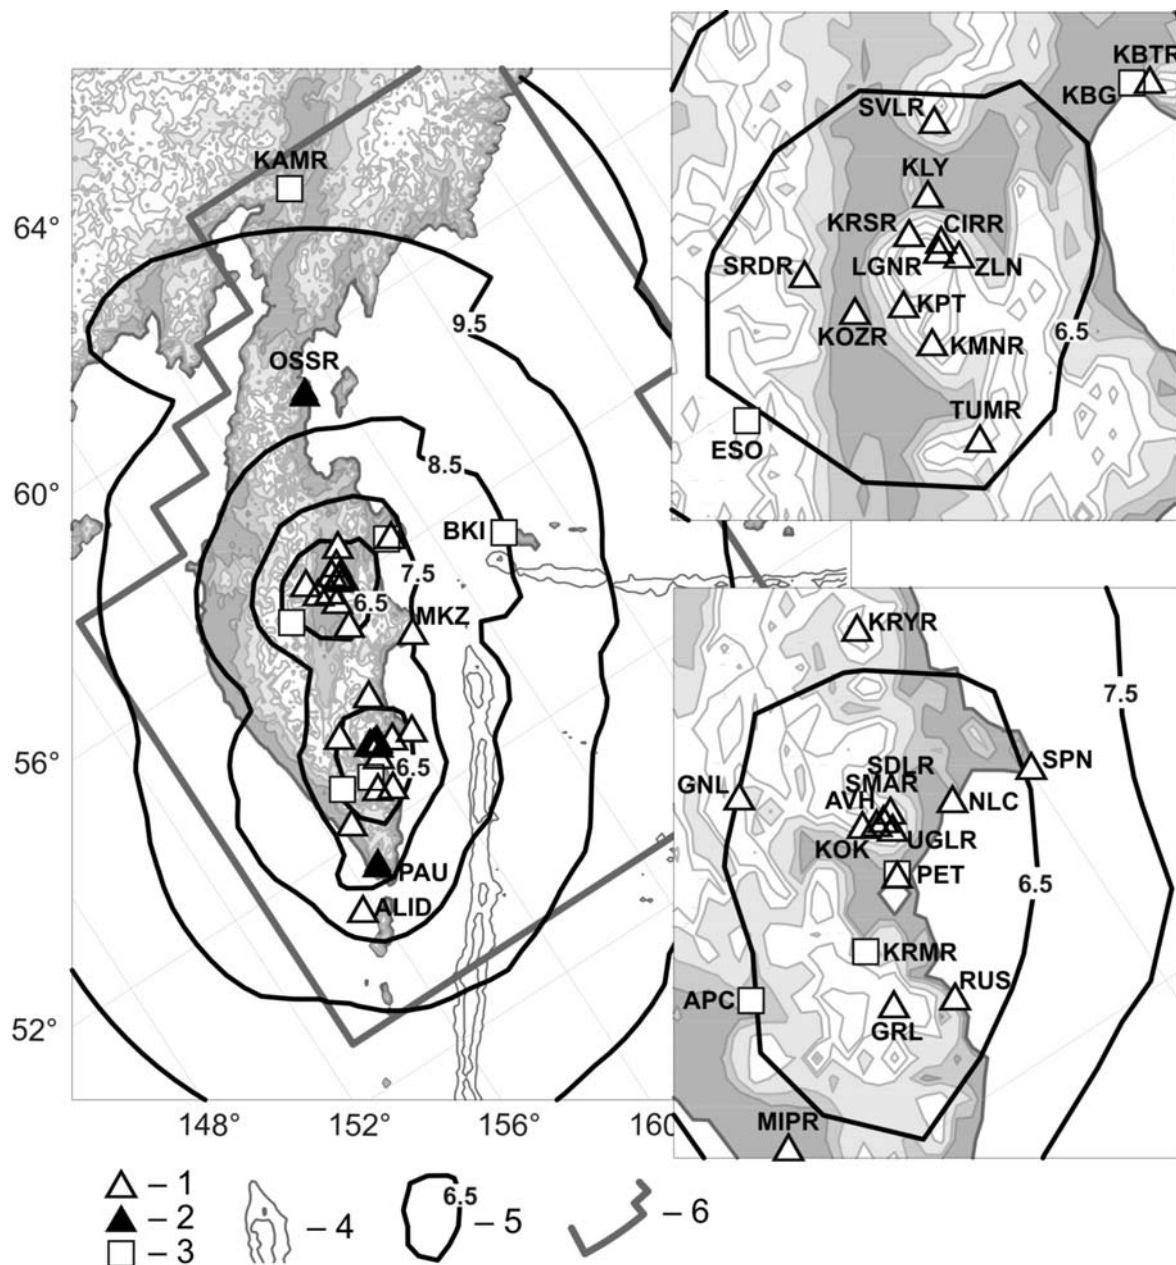 KAMR
64°
9.5
OSSR
8.5
60°
BKI
7.5
6.5
MKZ
56°
6.5
PAU
ALID
52°
148°
152°
156°
160
KBTR
KBG
SVLR
KLY
KRSR
CIRR
SRDR
LGNR
ZLN
KPT
KOZR
KMNR
6.5
TUMR
ESO
KRYR
7.5
SPN
SDLR
SMAR
GNL
AVH
NLC
KOK
UGLR
PET
6.5
KRMR
APC
RUS
GRL
MIPR
– 1
– 2
– 3
– 4
6.5
– 5
– 6